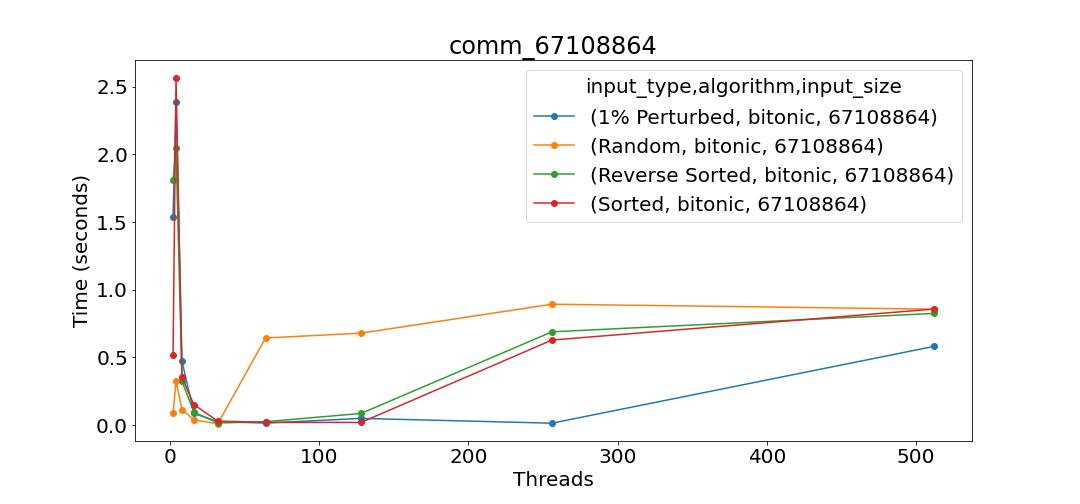 comm_67108864
input_type,algorithm,input_size
(1% Perturbed, bitonic, 67108864)
(Random, bitonic, 67108864)
(Reverse Sorted, bitonic, 67108864)
(Sorted, bitonic, 67108864)
Time (seconds)
2.5
2.0
1.5
1.0
0.5
0.0
0 100 200 300 400 500
Threads